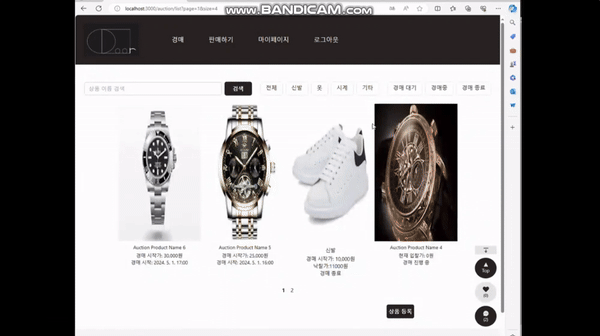 localhost:3000/auction/list?page=1&size=4
www.BANDICAM.com
경매
판매하기
마이페이지
로그아웃
상품 이름 검색
검색
전체
신발
옷
시계
기타
경매 대기
경매중
경매 종료
Auction Product Name 6
경매 시작가: 30,000원
경매 시작: 2024. 5. 1. 17:00
Auction Product Name 5
경매 시작가: 25,000원
경매 시작: 2024. 5. 1. 16:00
신발
경매 시작가: 10,000원
낙찰가:11000원
경매 종료
Auction Product Name 4
현재 입찰가: 0원
경매 진행 중
1 2
상품 등록
Top
(0)
(2)